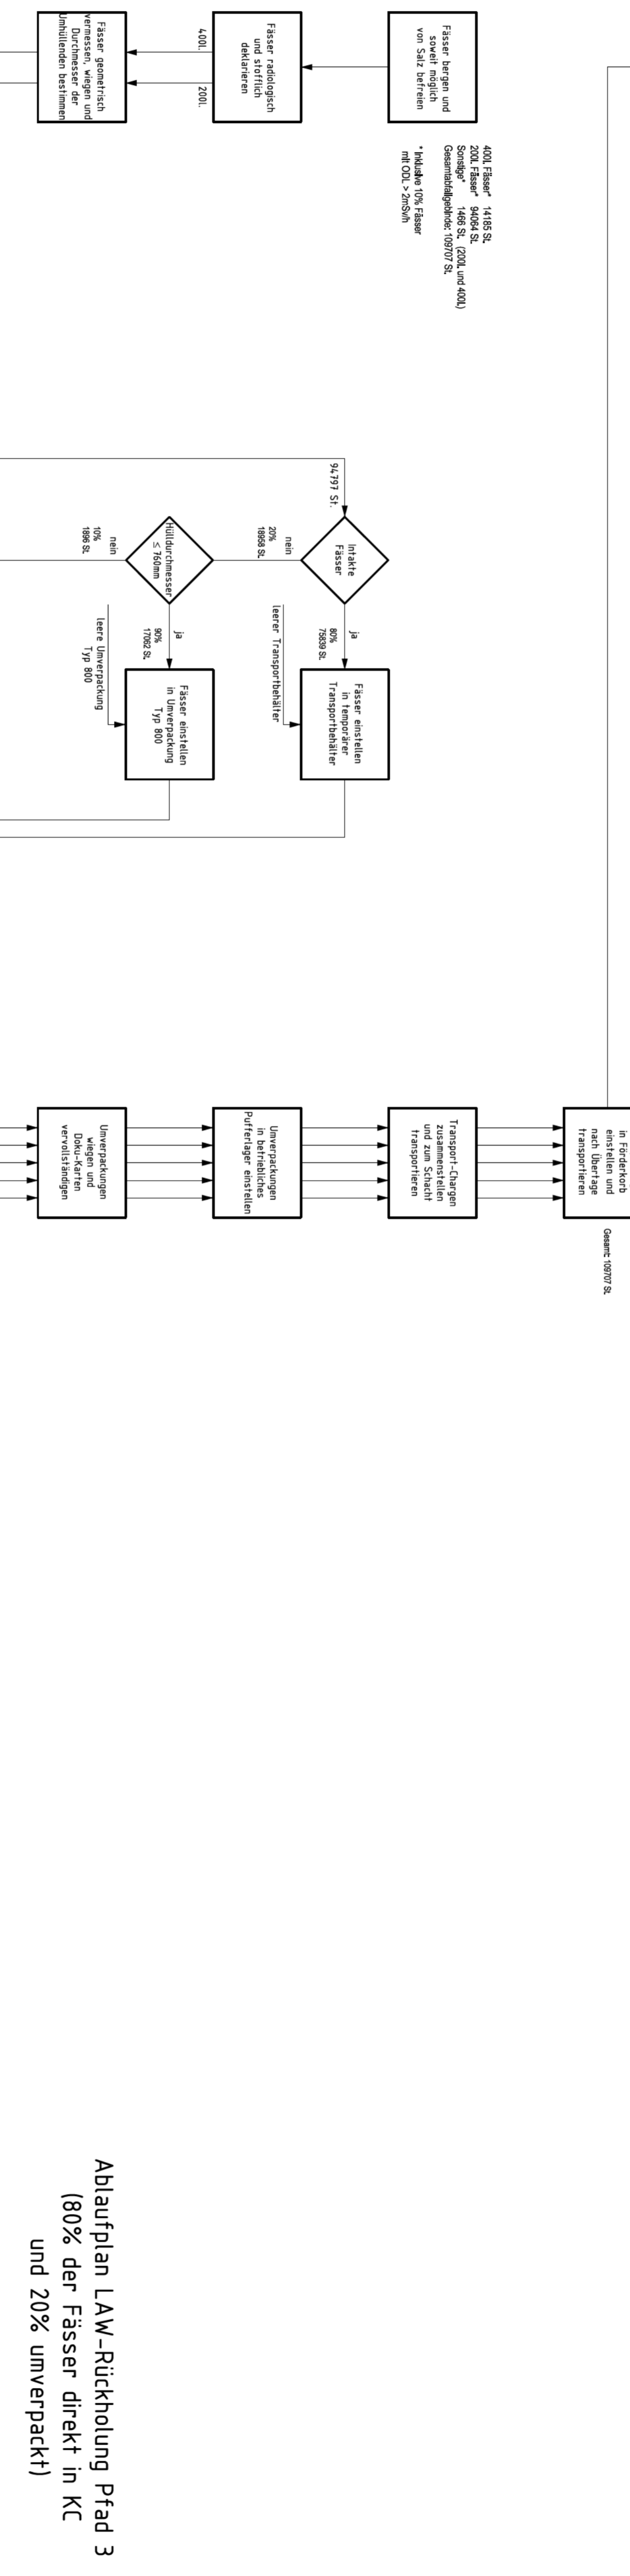 Fässer bergen und
soweit möglich
von Salz befreien
Fässer radiologisch
und stofflich
deklarieren
400l.
200l.
Fässer geometrisch
vermessen, wiegen und
Durchmesser der
Umhüllenden bestimmen
400L Fässer* 14185 St.
200L Fässer* 94064 St.
Sonstige* 1466 St. (200L und 400L)
Gesamtabfallgebinde: 109707 St.
* Inklusive 10% Fässer
mit ODL > 2mSv/h
94797 St.
Intakte
Fässer
ja
80%
75839 St.
nein
20%
18958 St.
Fässer einstellen
in temporärer
Transportbehälter
leerer Transportbehälter
Hülldurchmesser
≤ 760mm
ja
90%
17062 St.
nein
10%
1896 St.
Fässer einstellen
in Umverpackung
Typ 800
leere Umverpackung
Typ 800
in Förderkorb
einstellen und
nach Übertage
transportieren
Gesamt: 109707 St.
Transport-Chargen
zusammenstellen
und zum Schacht
transportieren
Umverpackungen
in betriebliches
Pufferlager einstellen
Umverpackungen
wiegen und
Doku-Karten
vervollständigen
Ablaufplan LAW-Rückholung Pfad 3
(80% der Fässer direkt in KC
und 20% umverpackt)